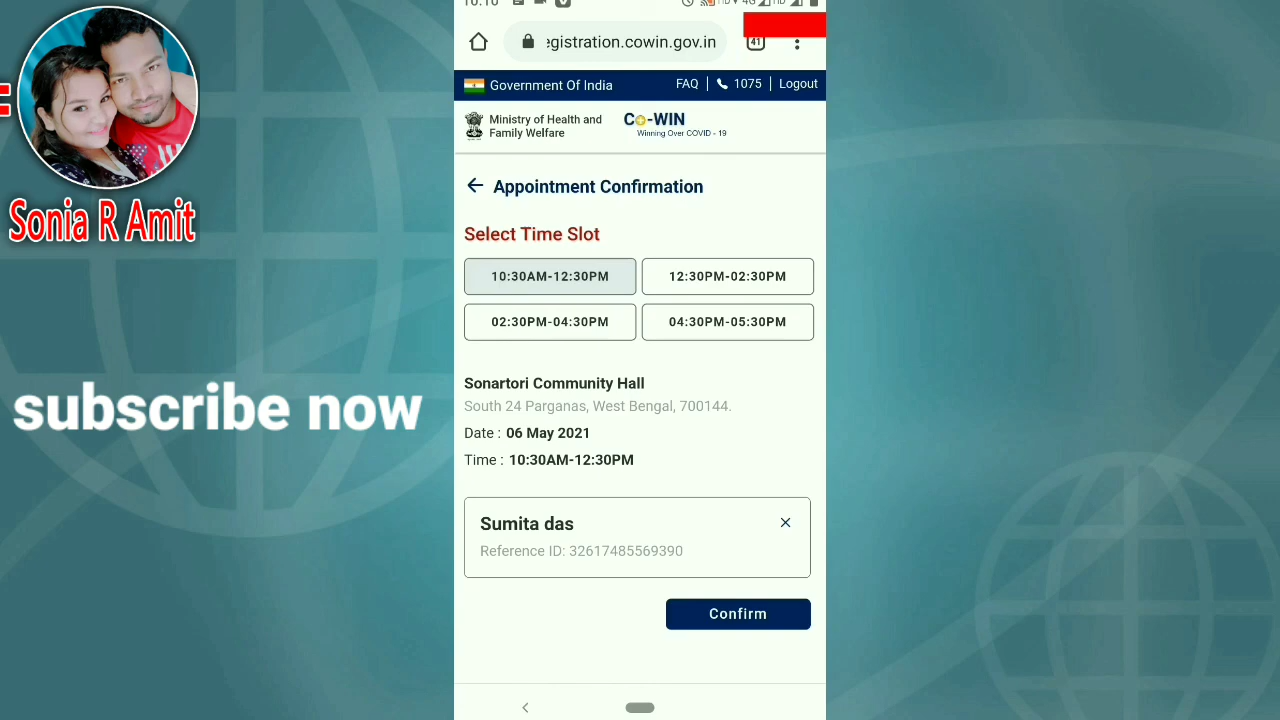 Sonia R Amit
subscribe now
10:10
egistration.cowin.gov.in
41
Government Of India
FAQ
1075
Logout
Ministry of Health and
Family Welfare
Co-WIN
Winning Over COVID - 19
Appointment Confirmation
Select Time Slot
10:30AM-12:30PM
12:30PM-02:30PM
02:30PM-04:30PM
04:30PM-05:30PM
Sonartori Community Hall
South 24 Parganas, West Bengal, 700144.
Date : 06 May 2021
Time : 10:30AM-12:30PM
Sumita das
Reference ID: 32617485569390
Confirm